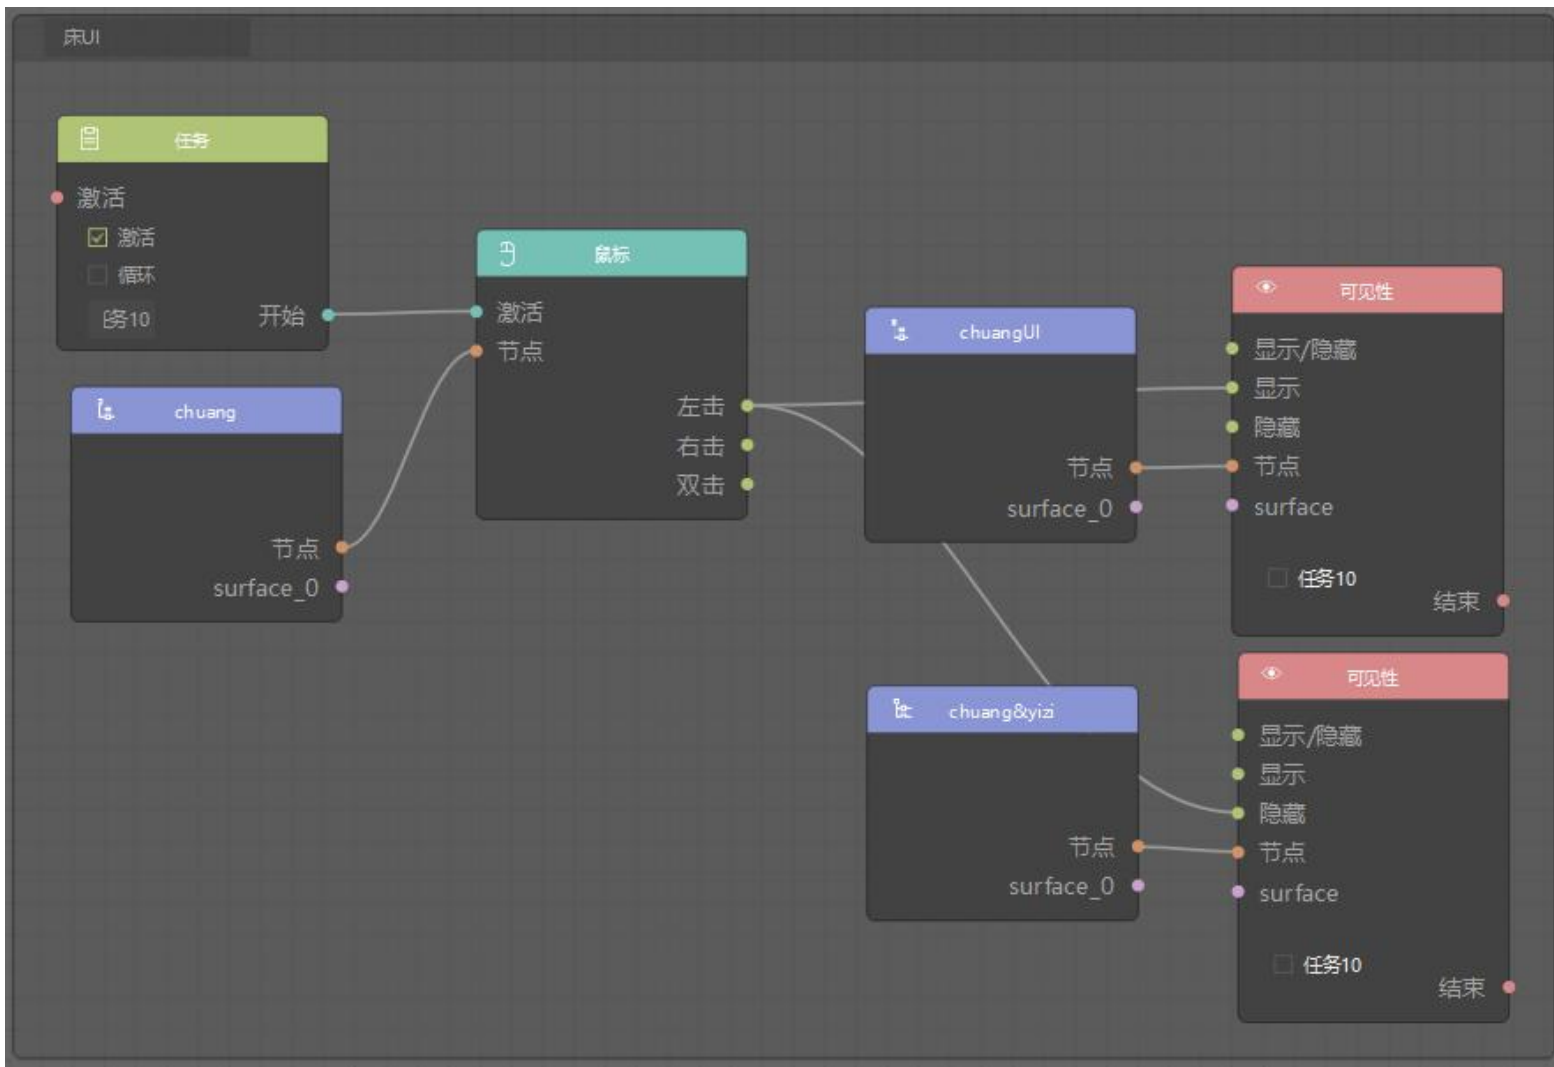 床UI
任务
激活
激活
循环
务10
开始
chuang
节点
surface_0
鼠标
激活
节点
左击
右击
双击
chuangUI
节点
surface_0
可见性
显示/隐藏
显示
隐藏
节点
surface
任务10
结束
chuang&yizi
节点
surface_0
可见性
显示/隐藏
显示
隐藏
节点
surface
任务10
结束